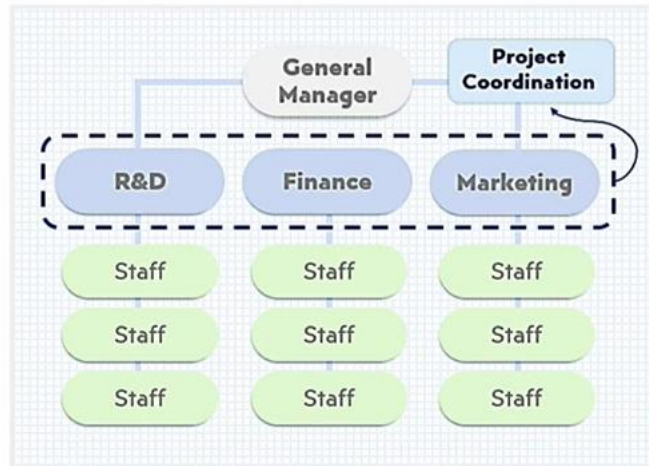 General
Manager
Project
Coordination
R&D
Finance
Marketing
Staff
Staff
Staff
Staff
Staff
Staff
Staff
Staff
Staff